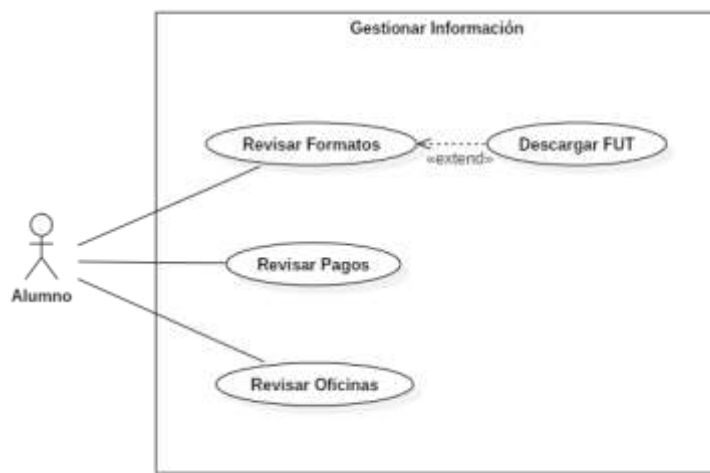 Gestionar Información
Revisar Formatos
Descargar FUT
«extend»
Revisar Pagos
Alumno
Revisar Oficinas